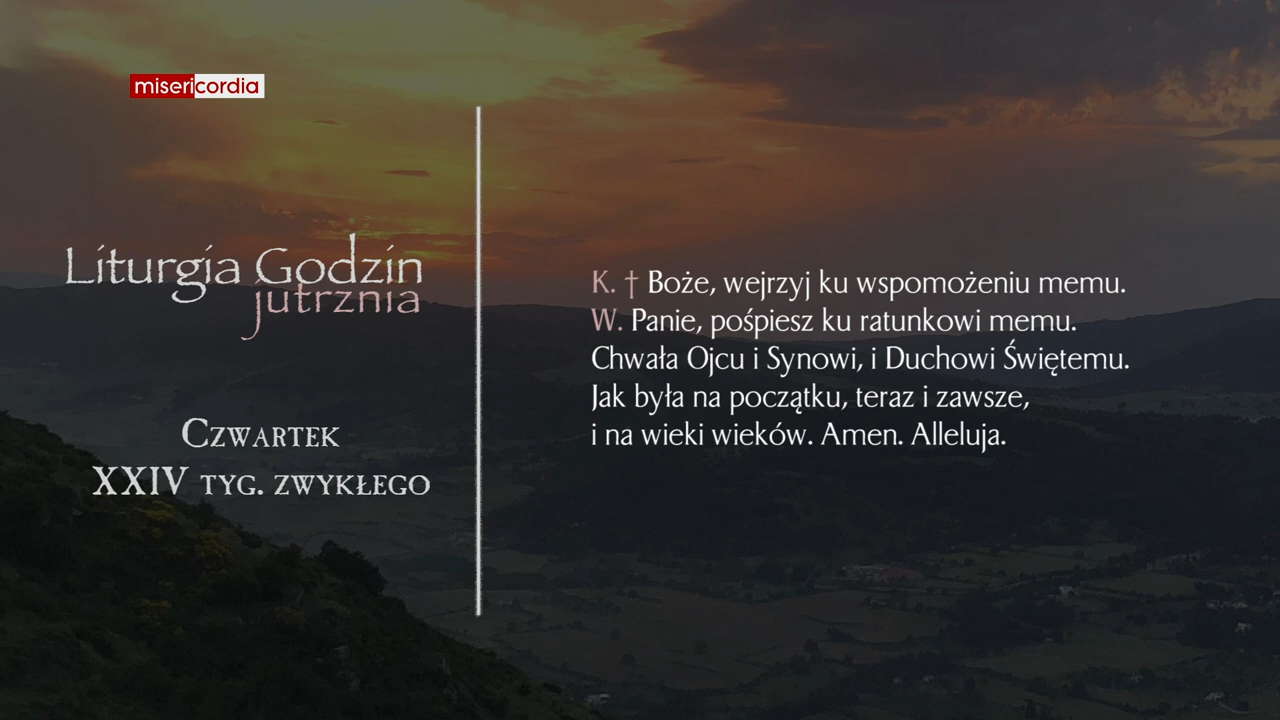 misericordia
Liturgia Godzin
jutrznia
Czwartek
XXIV tyg. zwykłego
K. † Boże, wejrzyj ku wspomożeniu memu.
W. Panie, pośpiesz ku ratunkowi memu.
Chwała Ojcu i Synowi, i Duchowi Świętemu.
Jak była na początku, teraz i zawsze,
i na wieki wieków. Amen. Alleluja.